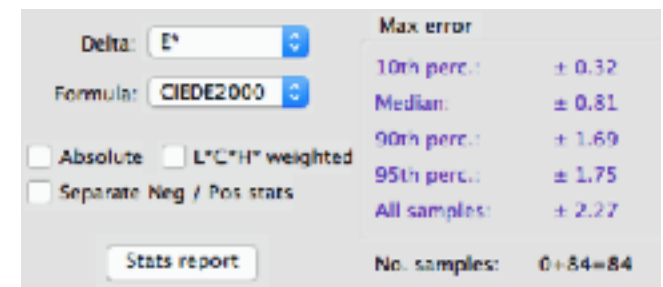 Delta: E*
Formula: CIEDE2000
Absolute L*C*H* weighted
Separate Neg / Pos stats
Stats report
Max error
10th perc.: ± 0.32
Median: ± 0.81
90th perc.: ± 1.69
95th perc.: ± 1.75
All samples: ± 2.27
No. samples: 0+84=84